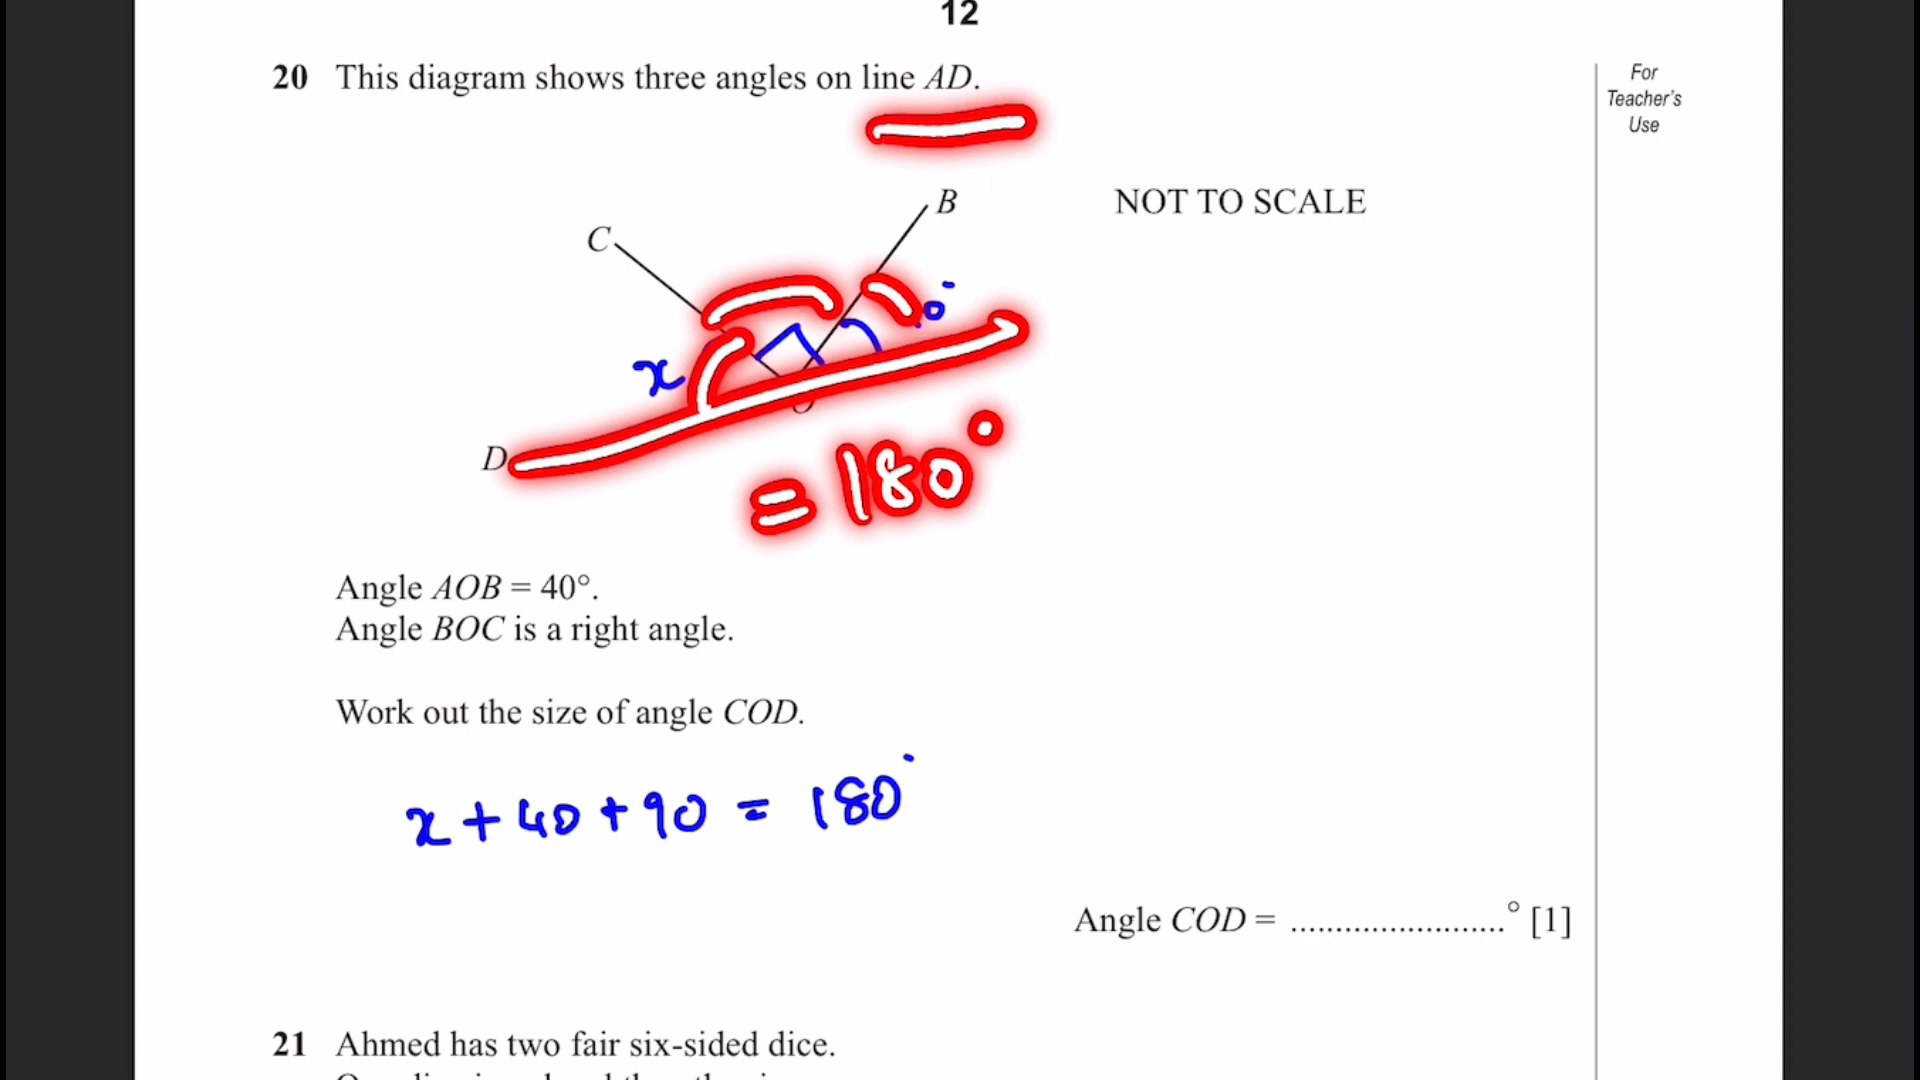 12
20 This diagram shows three angles on line AD.
For
Teacher's
Use
B
NOT TO SCALE
C
x
D
= 180°
Angle AOB = 40°.
Angle BOC is a right angle.
Work out the size of angle COD.
x + 40 + 90 = 180°
Angle COD = ........................° [1]
21 Ahmed has two fair six-sided dice.